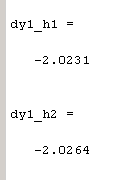 dy1_h1 =
-2.0231
dy1_h2 =
-2.0264